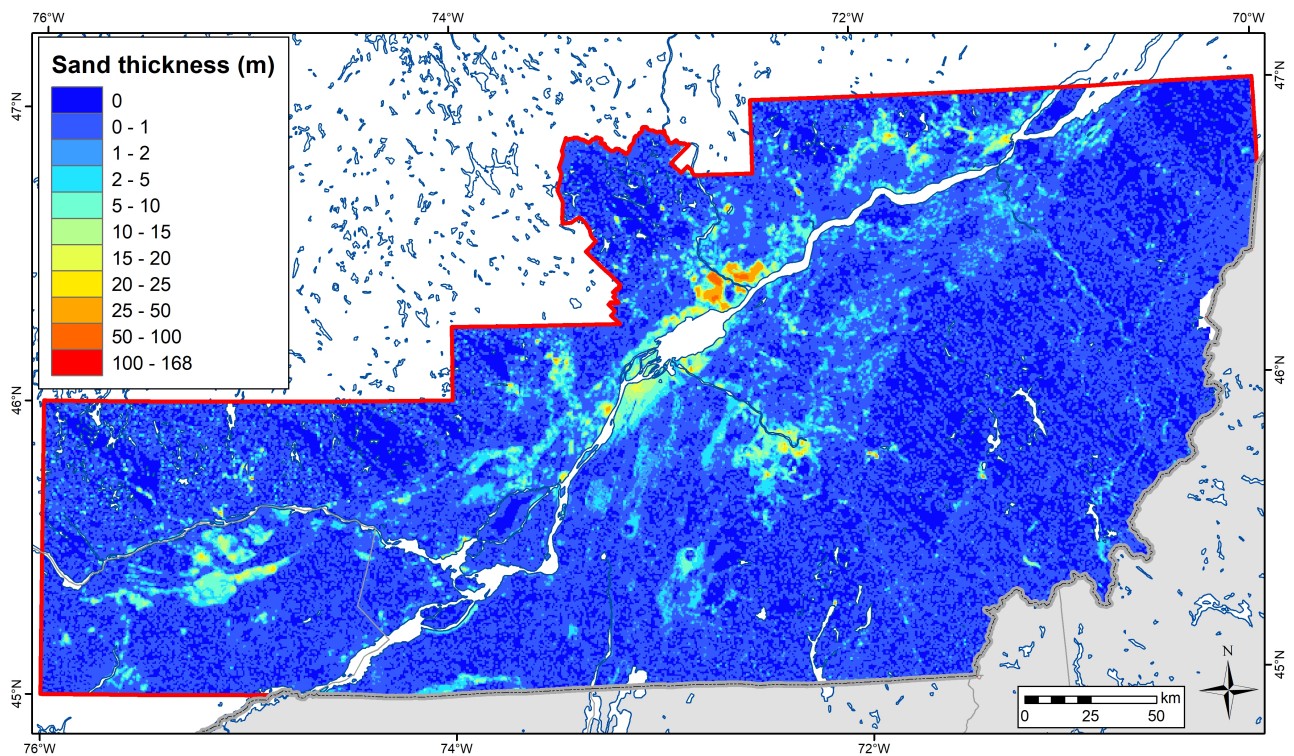 76°W 74°W 72°W 70°W
Sand thickness (m)
0
0 - 1
1 - 2
2 - 5
5 - 10
10 - 15
15 - 20
20 - 25
25 - 50
50 - 100
100 - 168
47°N 47°N
46°N 46°N
45°N 45°N
N
km
0 25 50
76°W 74°W 72°W